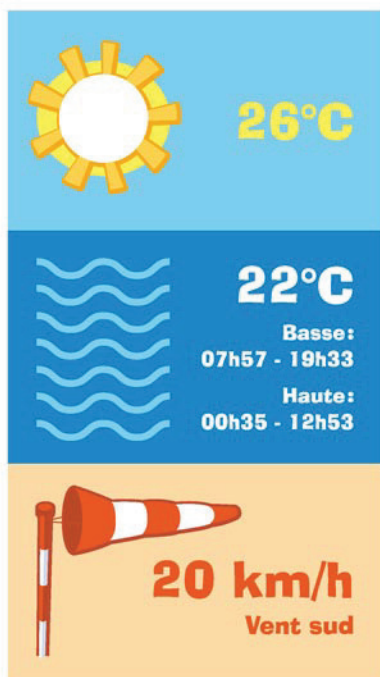 26°C
22°C
Basse:
07h57 - 19h33
Haute:
00h35 - 12h53
20 km/h
Vent sud